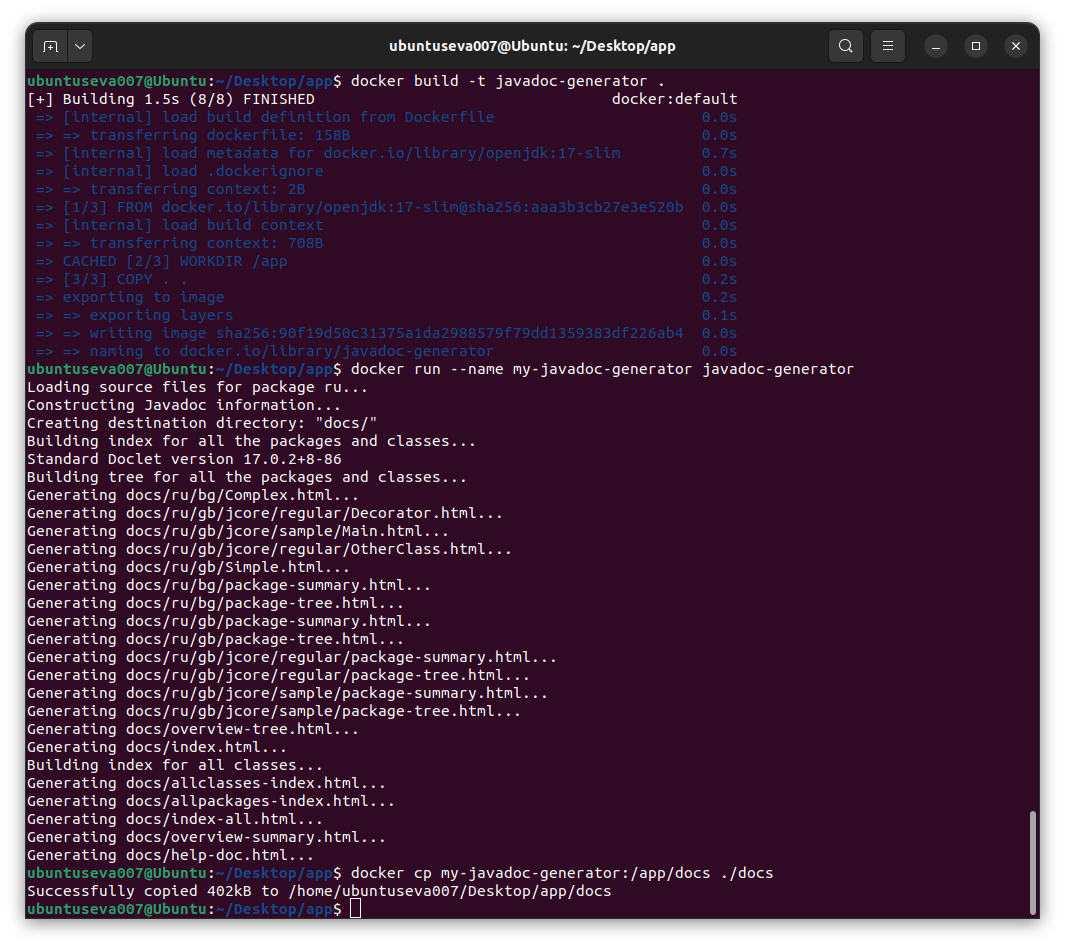 ubuntuseva007@Ubuntu: ~/Desktop/app
ubuntuseva007@Ubuntu:~/Desktop/app$ docker build -t javadoc-generator .
[+] Building 1.5s (8/8) FINISHED docker:default
=> [internal] load build definition from Dockerfile 0.0s
=> => transferring dockerfile: 158B 0.0s
=> [internal] load metadata for docker.io/library/openjdk:17-slim 0.7s
=> [internal] load .dockerignore 0.0s
=> => transferring context: 2B 0.0s
=> [1/3] FROM docker.io/library/openjdk:17-slim@sha256:aaa3b3cb27e3e520b 0.0s
=> [internal] load build context 0.0s
=> => transferring context: 708B 0.0s
=> CACHED [2/3] WORKDIR /app 0.0s
=> [3/3] COPY . . 0.2s
=> exporting to image 0.2s
=> => exporting layers 0.1s
=> => writing image sha256:90f19d50c31375a1da2988579f79dd1359383df226ab4 0.0s
=> => naming to docker.io/library/javadoc-generator 0.0s
ubuntuseva007@Ubuntu:~/Desktop/app$ docker run --name my-javadoc-generator javadoc-generator
Loading source files for package ru...
Constructing Javadoc information...
Creating destination directory: "docs/"
Building index for all the packages and classes...
Standard Doclet version 17.0.2+8-86
Building tree for all the packages and classes...
Generating docs/ru/bg/Complex.html...
Generating docs/ru/gb/jcore/regular/Decorator.html...
Generating docs/ru/gb/jcore/sample/Main.html...
Generating docs/ru/gb/jcore/regular/OtherClass.html...
Generating docs/ru/gb/Simple.html...
Generating docs/ru/bg/package-summary.html...
Generating docs/ru/bg/package-tree.html...
Generating docs/ru/gb/package-summary.html...
Generating docs/ru/gb/package-tree.html...
Generating docs/ru/gb/jcore/regular/package-summary.html...
Generating docs/ru/gb/jcore/regular/package-tree.html...
Generating docs/ru/gb/jcore/sample/package-summary.html...
Generating docs/ru/gb/jcore/sample/package-tree.html...
Generating docs/overview-tree.html...
Generating docs/index.html...
Building index for all classes...
Generating docs/allclasses-index.html...
Generating docs/allpackages-index.html...
Generating docs/index-all.html...
Generating docs/overview-summary.html...
Generating docs/help-doc.html...
ubuntuseva007@Ubuntu:~/Desktop/app$ docker cp my-javadoc-generator:/app/docs ./docs
Successfully copied 402kB to /home/ubuntuseva007/Desktop/app/docs
ubuntuseva007@Ubuntu:~/Desktop/app$